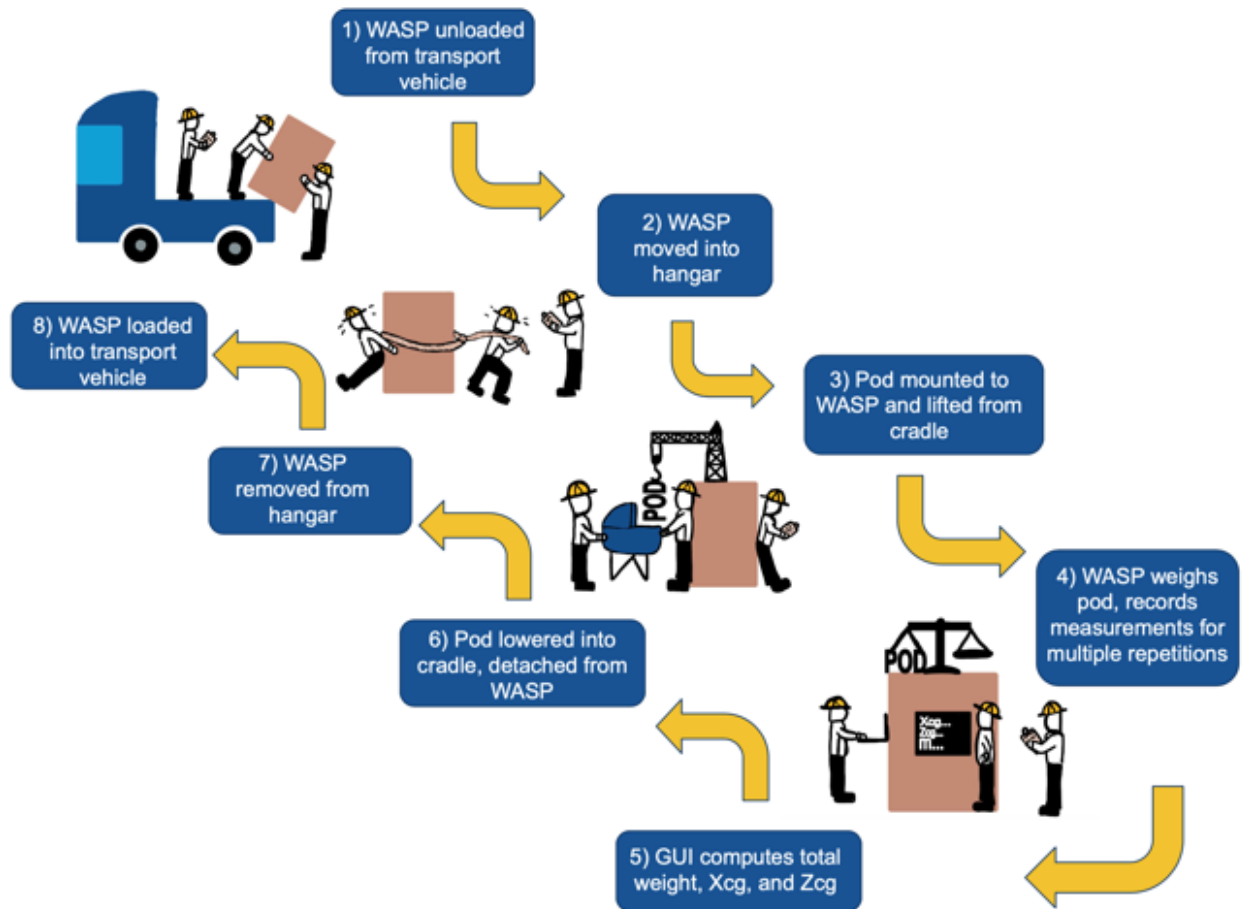 1) WASP unloaded
from transport
vehicle
2) WASP
moved into
hangar
8) WASP loaded
into transport
vehicle
3) Pod mounted to
WASP and lifted from
cradle
7) WASP
removed from
hangar
POD
4) WASP weighs
pod, records
measurements for
multiple repetitions
6) Pod lowered into
cradle, detached from
WASP
POD
Xcg...
Zcg...
m...
5) GUI computes total
weight, Xcg, and Zcg